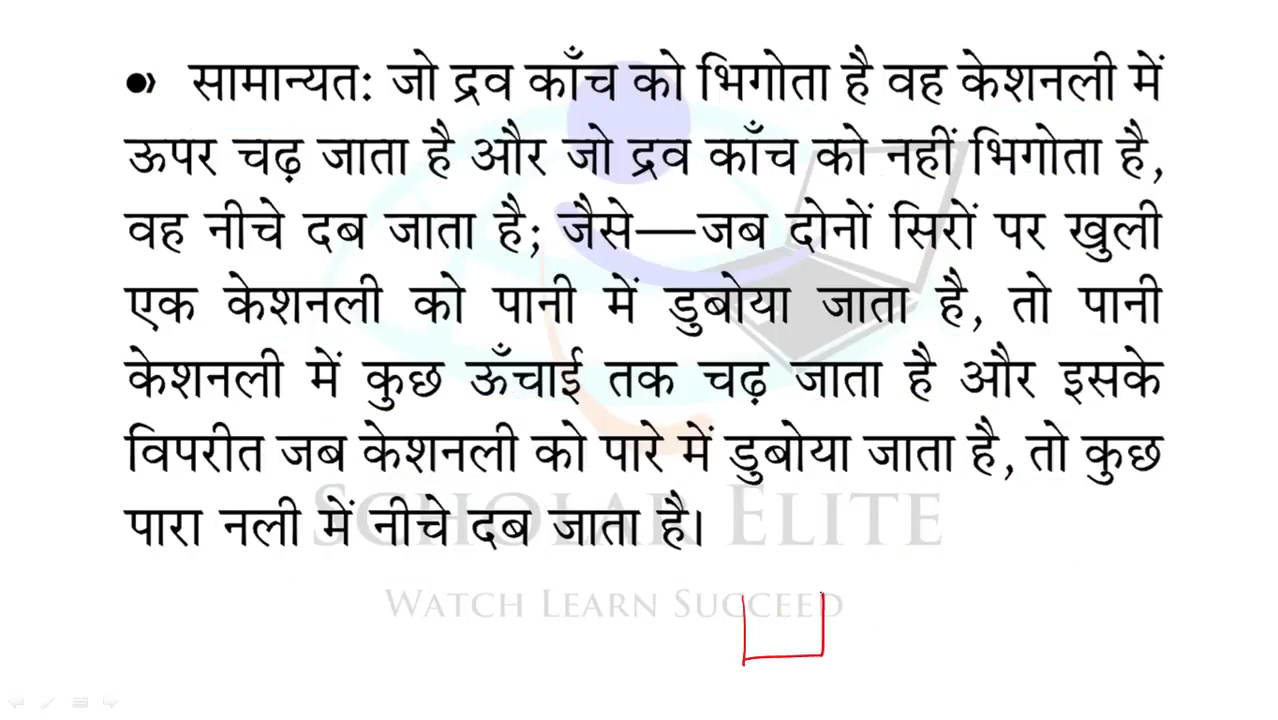 •» सामान्यतः जो द्रव काँच को भिगोता है वह केशनली में
ऊपर चढ़ जाता है और जो द्रव काँच को नहीं भिगोता है,
वह नीचे दब जाता है; जैसे—जब दोनों सिरों पर खुली
एक केशनली को पानी में डुबोया जाता है, तो पानी
केशनली में कुछ ऊँचाई तक चढ़ जाता है और इसके
विपरीत जब केशनली को पारे में डुबोया जाता है, तो कुछ
पारा नली में नीचे दब जाता है।
SCHOLAR ELITE
WATCH LEARN SUCCEED